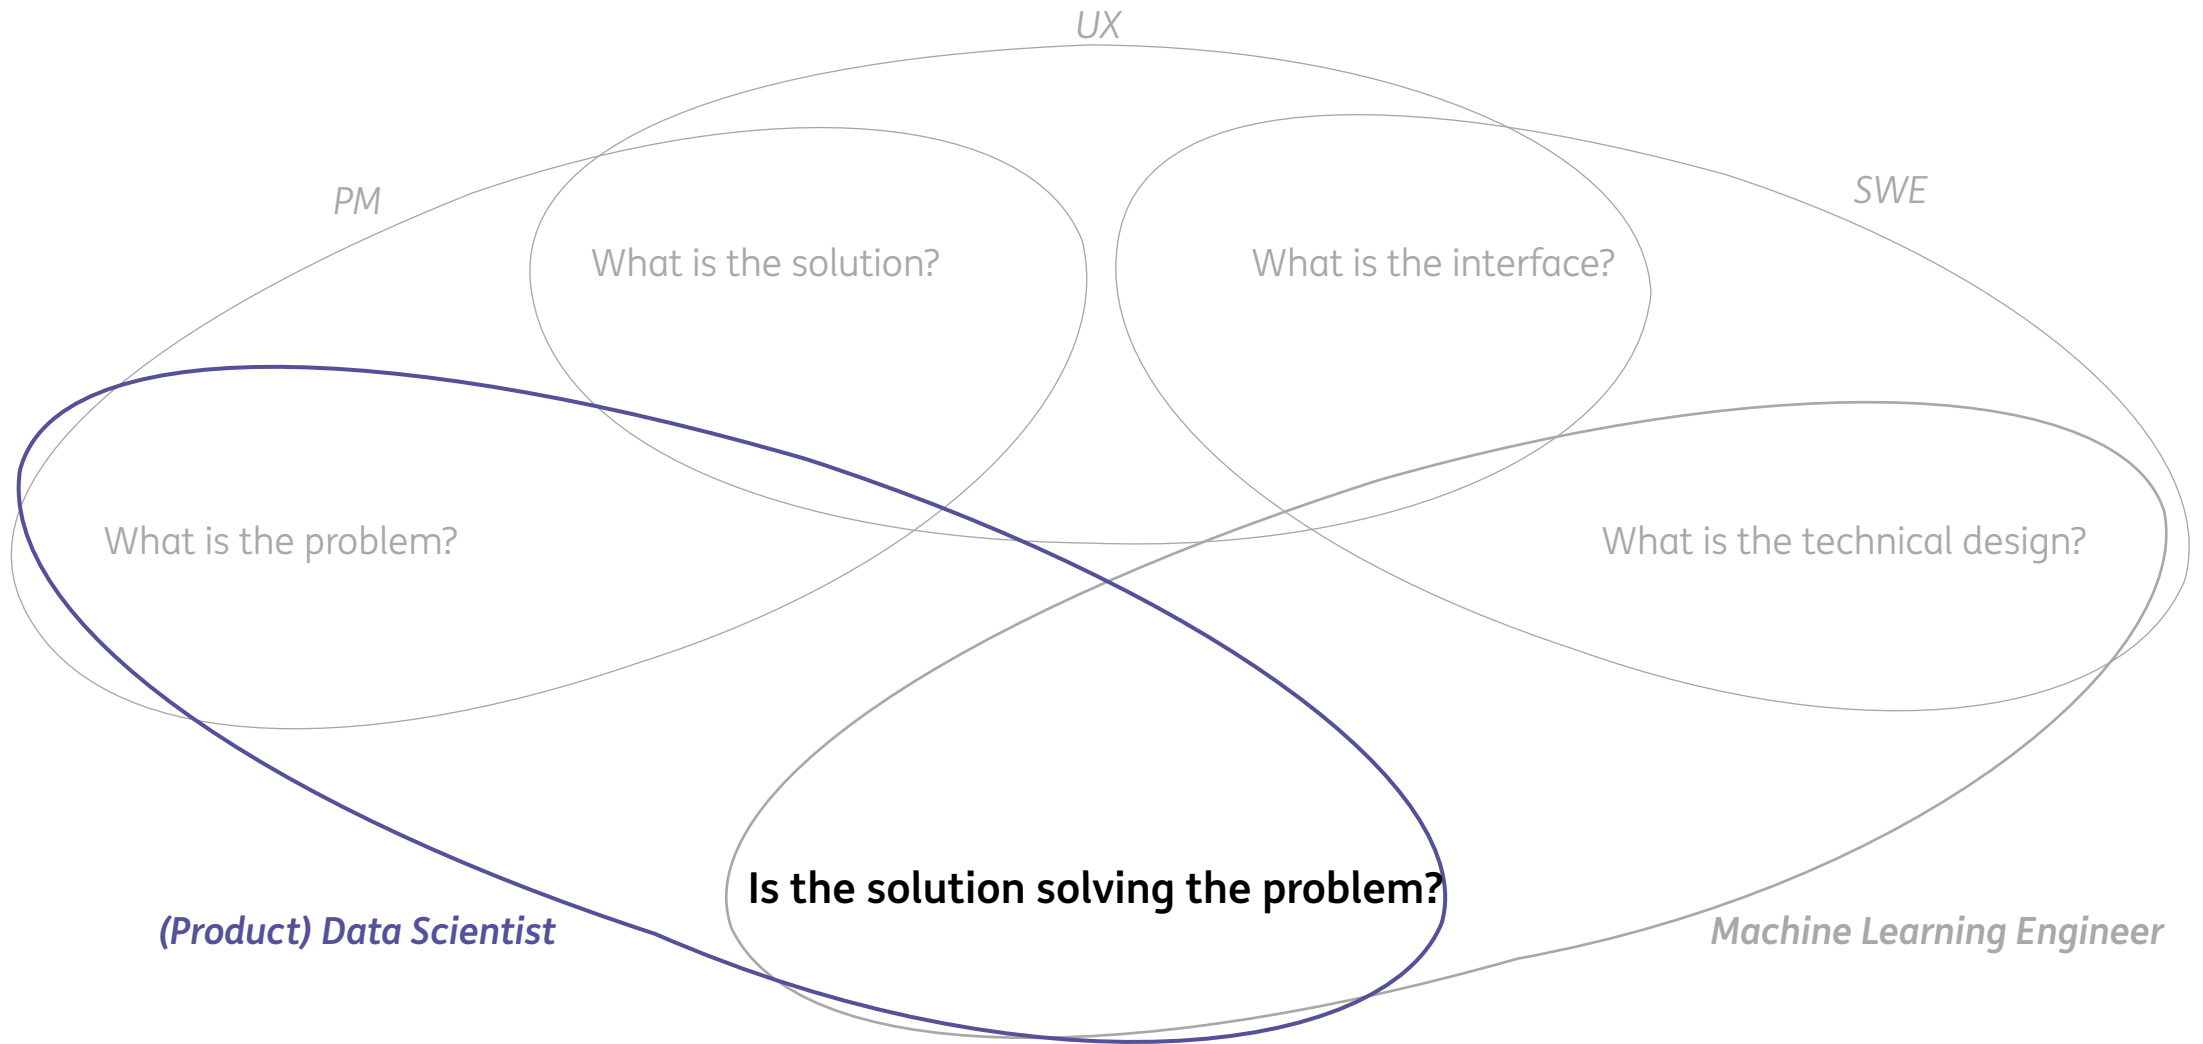 UX
PM
SWE
What is the solution?
What is the interface?
What is the problem?
What is the technical design?
Is the solution solving the problem?
(Product) Data Scientist
Machine Learning Engineer